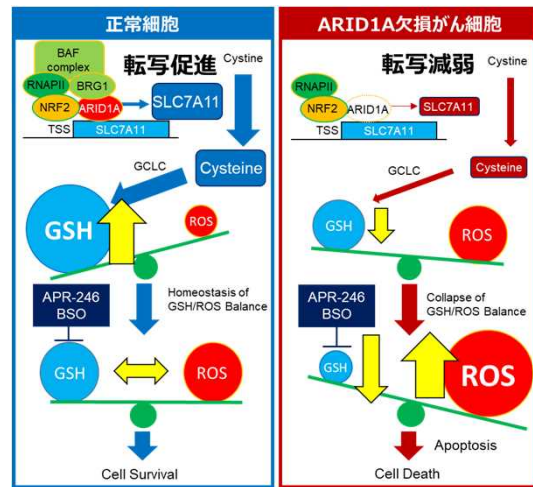 正常細胞
BAF
complex
RNAPII
BRG1
NRF2
ARID1A
転写促進
SLC7A11
Cystine
TSS
SLC7A11
GCLC
Cysteine
GSH
ROS
APR-246
BSO
Homeostasis of
GSH/ROS Balance
GSH
ROS
Cell Survival
ARID1A欠損がん細胞
RNAPII
NRF2
ARID1A
転写減弱
SLC7A11
Cystine
TSS
SLC7A11
GCLC
Cysteine
GSH
ROS
APR-246
BSO
Collapse of
GSH/ROS Balance
GSH
ROS
Apoptosis
Cell Death